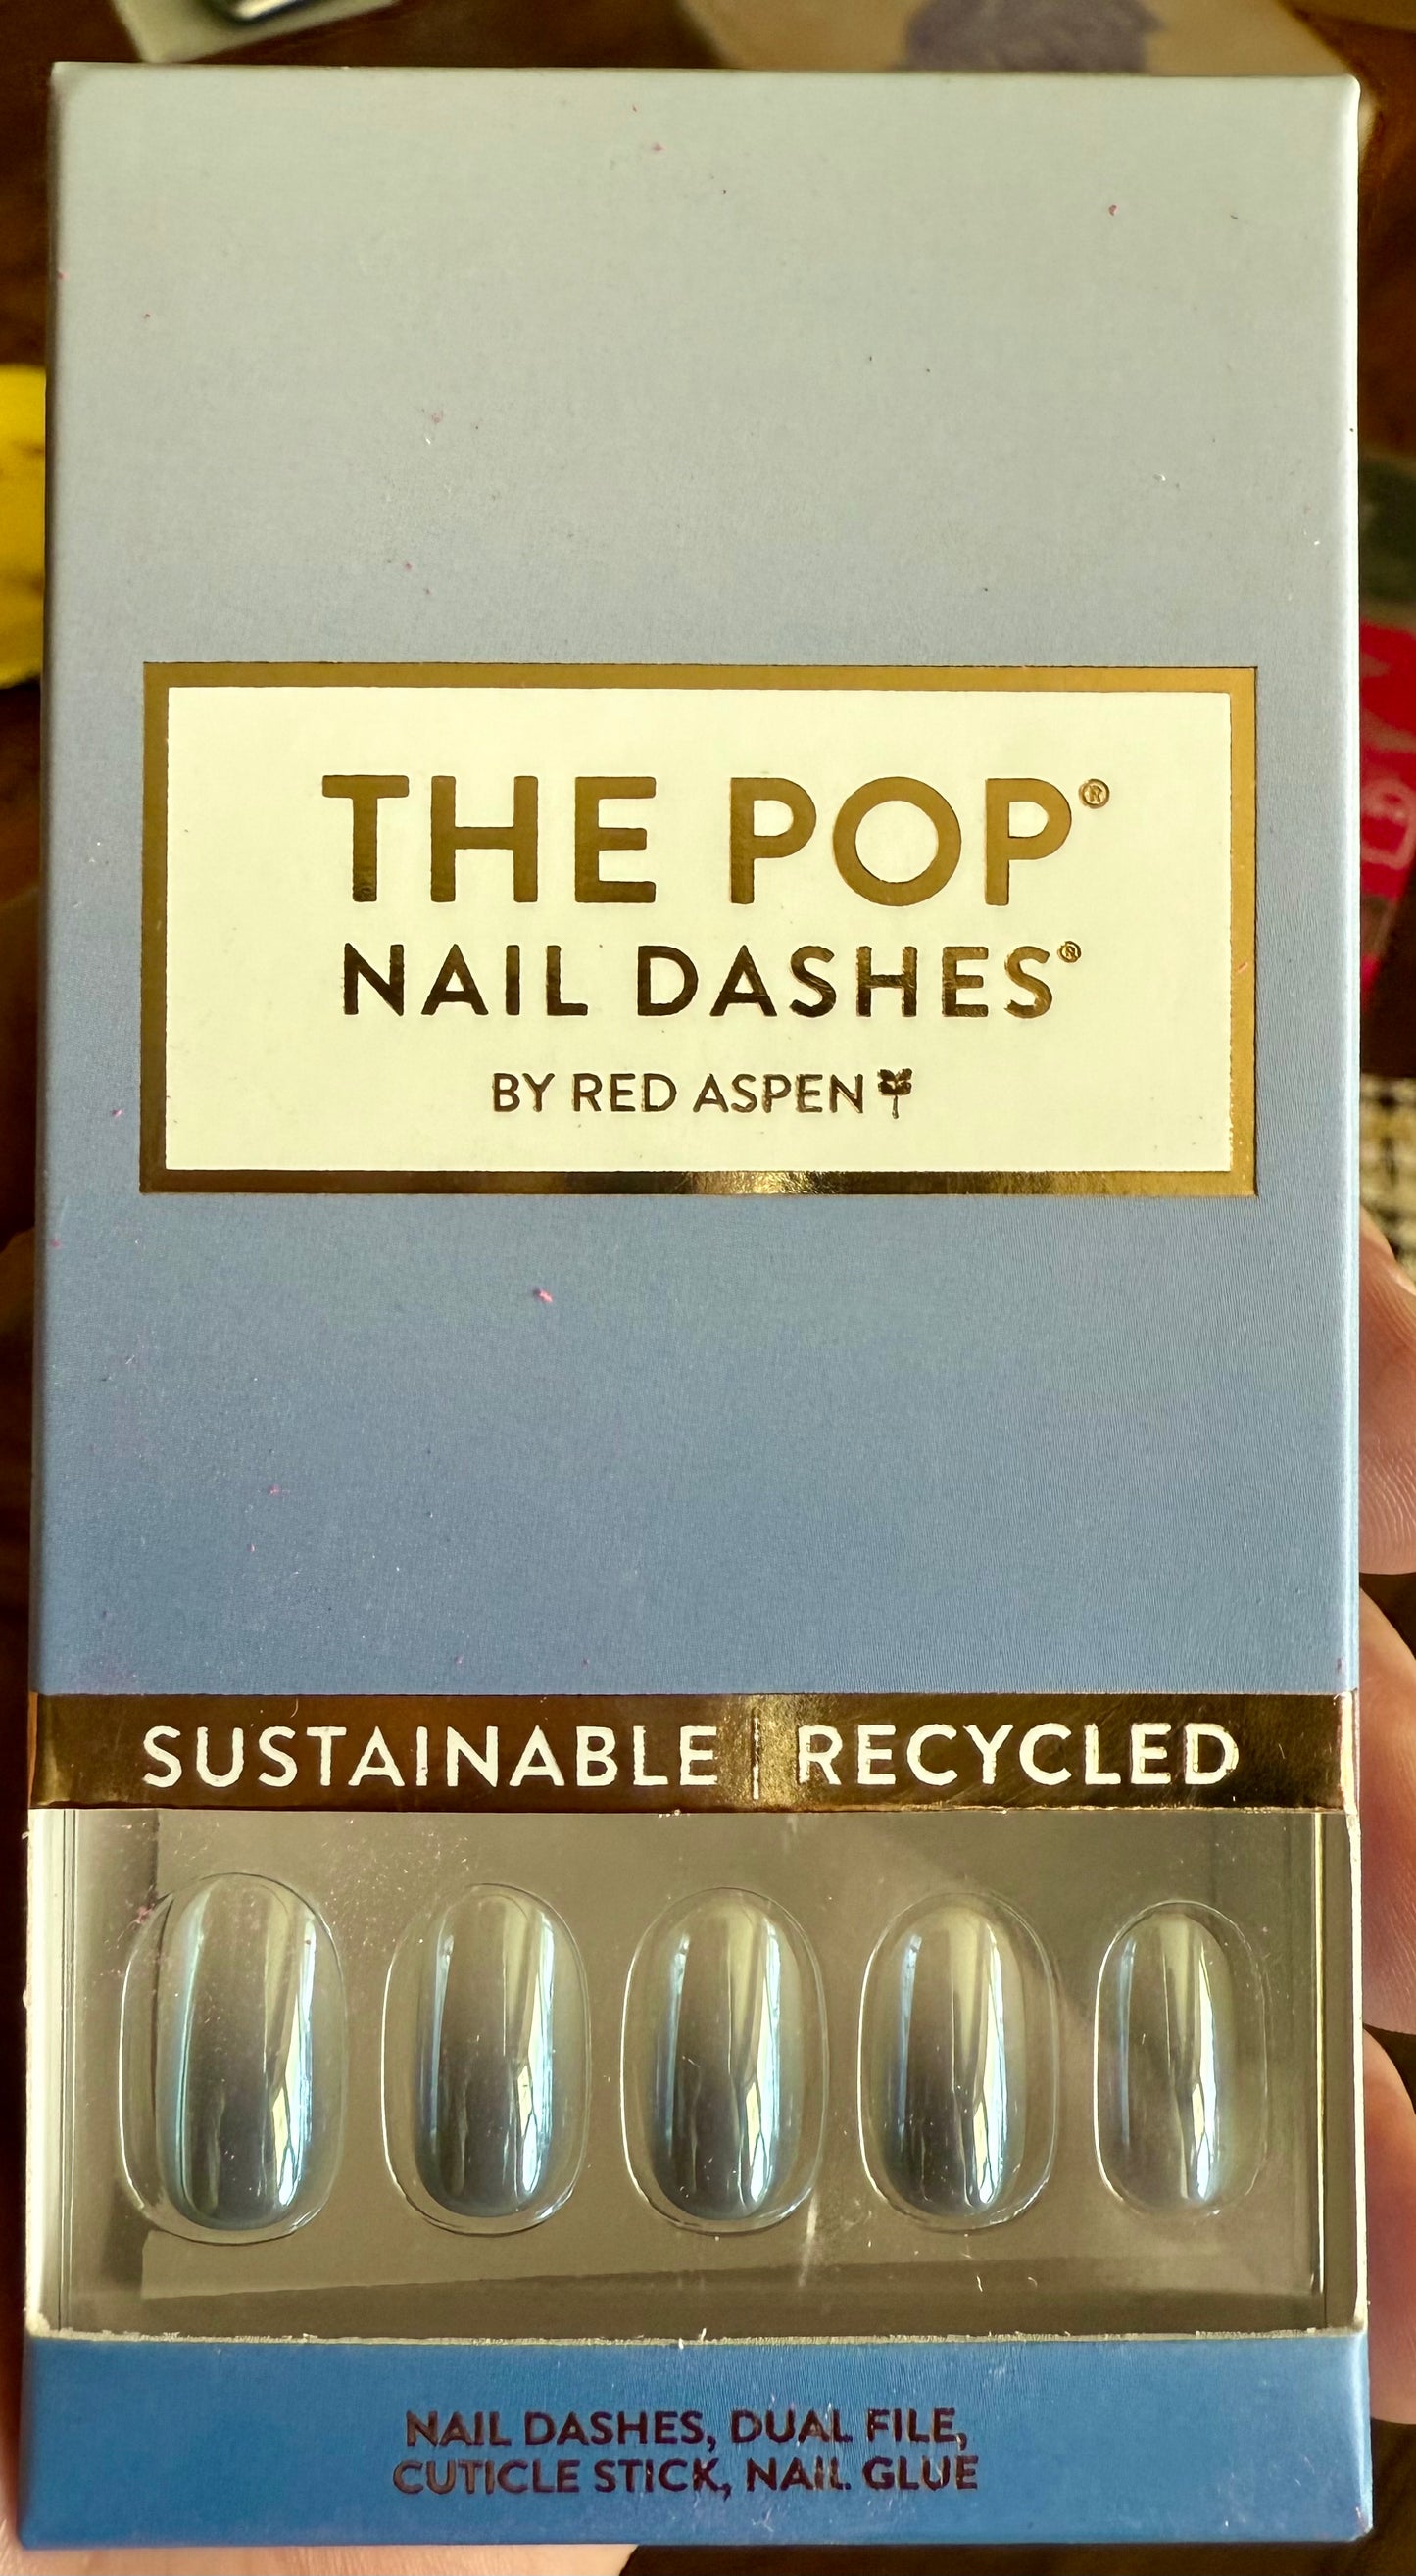 THE POP®
NAIL DASHES®
BY RED ASPEN
SUSTAINABLE | RECYCLED
NAIL DASHES, DUAL FILE,
CUTICLE STICK, NAIL GLUE